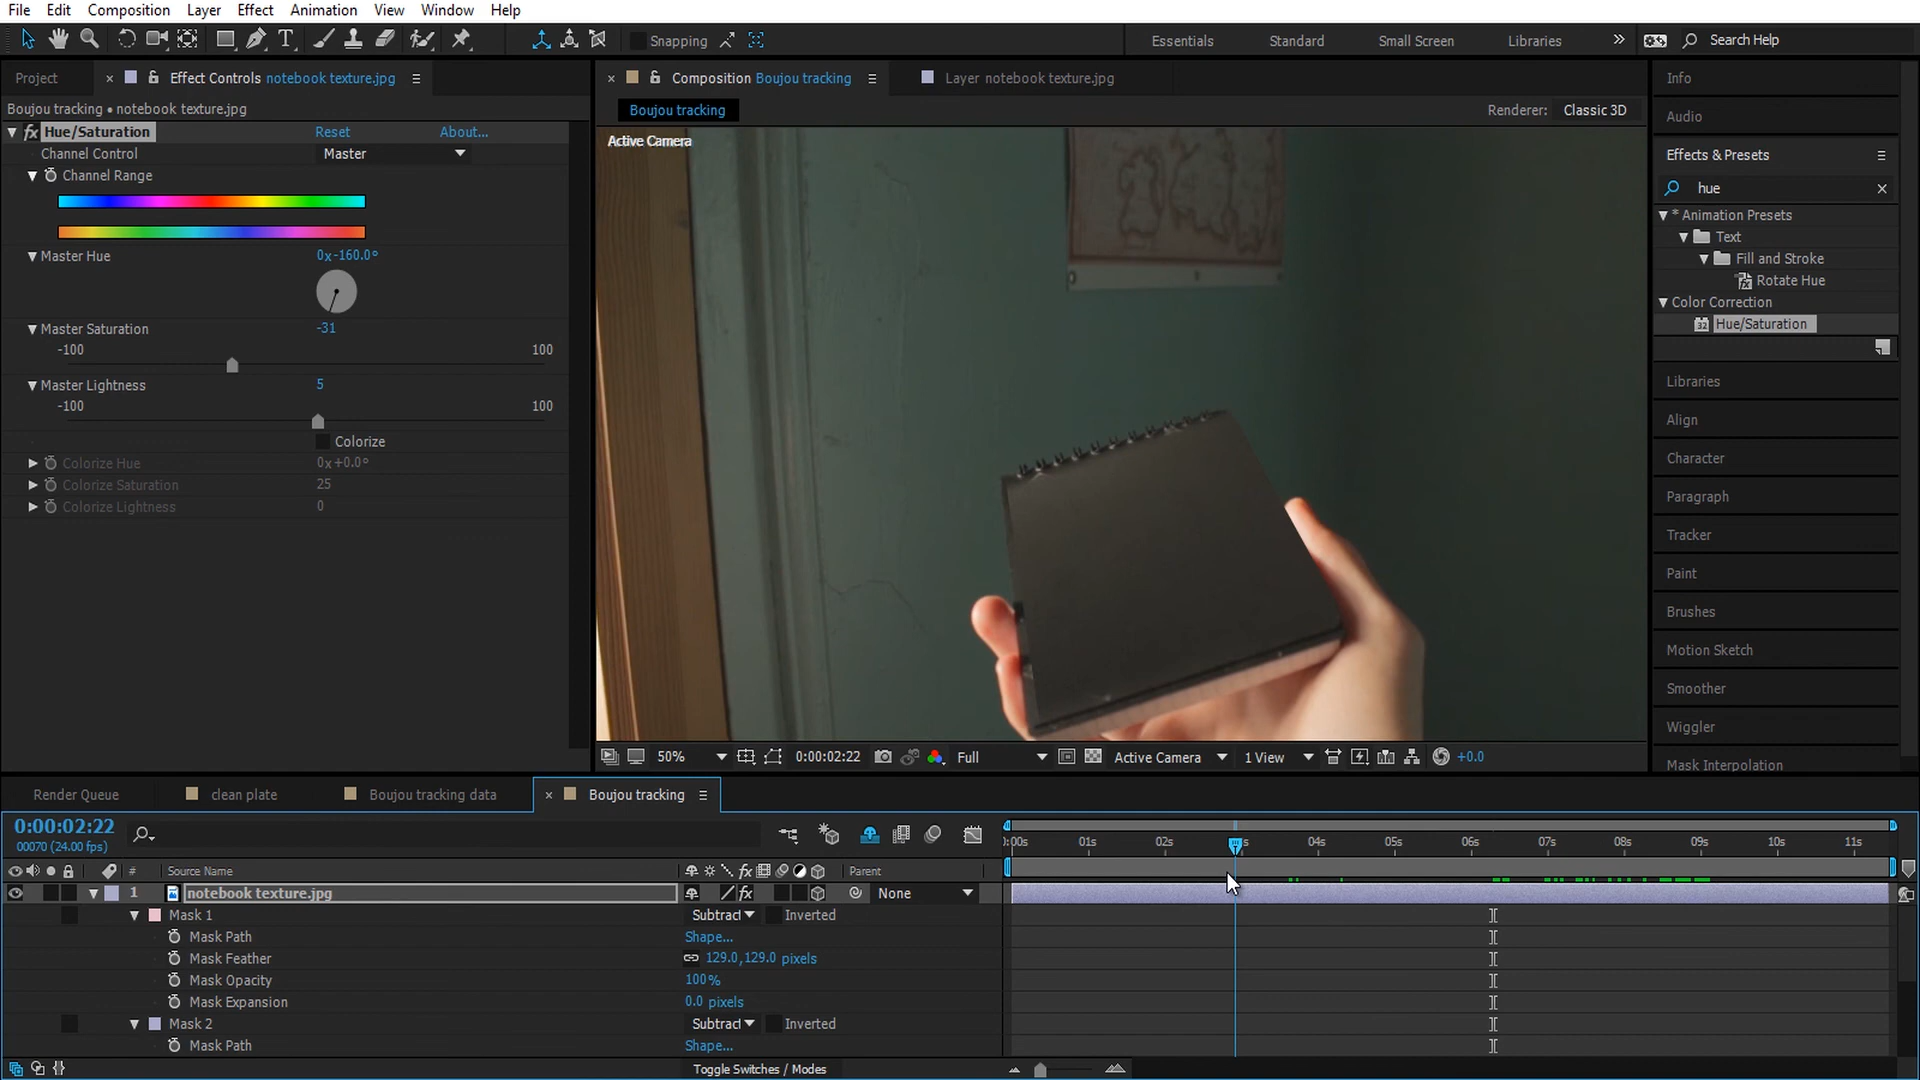 File Edit Composition Layer Effect Animation View Window Help
Snapping Essentials Standard Small Screen Libraries Search Help
Project Effect Controls notebook texture.jpg
Boujou tracking • notebook texture.jpg
fx Hue/Saturation Reset About...
Channel Control Master
Channel Range
Master Hue 0x-160.0°
Master Saturation -31
-100 100
Master Lightness 5
-100 100
Colorize
Colorize Hue 0x+0.0°
Colorize Saturation 25
Colorize Lightness 0
Composition Boujou tracking Layer notebook texture.jpg
Boujou tracking Renderer: Classic 3D
Active Camera
50% 0:00:02:22 Full Active Camera 1 View +0.0
Info
Audio
Effects & Presets
hue
* Animation Presets
Text
Fill and Stroke
Rotate Hue
Color Correction
32 Hue/Saturation
Libraries
Align
Character
Paragraph
Tracker
Paint
Brushes
Motion Sketch
Smoother
Wiggler
Mask Interpolation
Render Queue clean plate Boujou tracking data Boujou tracking
0:00:02:22
00070 (24.00 fps)
:00s 01s 02s 04s 05s 06s 07s 08s 09s 10s 11s
# Source Name Parent
1 notebook texture.jpg None
Mask 1 Subtract Inverted
Mask Path Shape...
Mask Feather 129.0,129.0 pixels
Mask Opacity 100%
Mask Expansion 0.0 pixels
Mask 2 Subtract Inverted
Mask Path Shape...
Toggle Switches / Modes